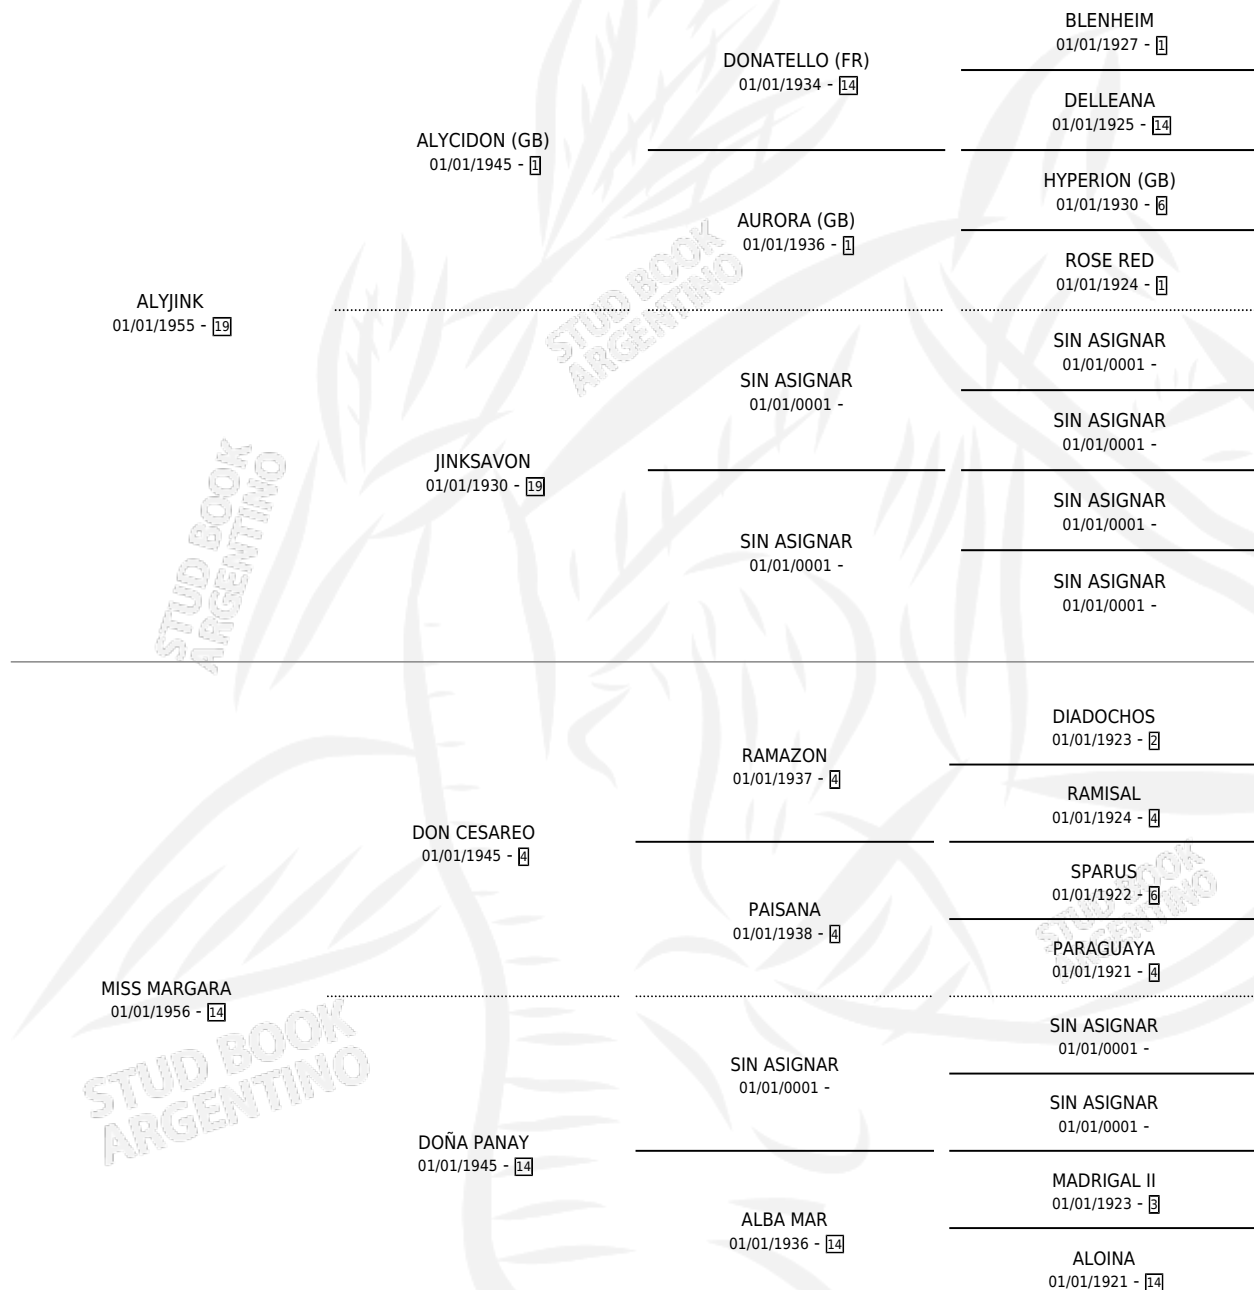 BLENHEIM
01/01/1927 - 1
DONATELLO (FR)
01/01/1934 - 14
DELLEANA
01/01/1925 - 14
ALYCIDON (GB)
01/01/1945 - 1
HYPERION (GB)
01/01/1930 - 6
AURORA (GB)
01/01/1936 - 1
ROSE RED
01/01/1924 - 1
ALYJINK
01/01/1955 - 19
STUD BOOK
ARGENTINO
SIN ASIGNAR
01/01/0001 -
SIN ASIGNAR
01/01/0001 -
SIN ASIGNAR
01/01/0001 -
JINKSAVON
01/01/1930 - 19
SIN ASIGNAR
01/01/0001 -
SIN ASIGNAR
01/01/0001 -
SIN ASIGNAR
01/01/0001 -
STUD BOOK
ARGENTINO
DIADOCHOS
01/01/1923 - 2
RAMAZON
01/01/1937 - 4
RAMISAL
01/01/1924 - 4
DON CESAREO
01/01/1945 - 4
SPARUS
01/01/1922 - 6
PAISANA
01/01/1938 - 4
STUD BOOK
ARGENTINO
PARAGUAYA
01/01/1921 - 4
MISS MARGARA
01/01/1956 - 14
SIN ASIGNAR
01/01/0001 -
SIN ASIGNAR
01/01/0001 -
SIN ASIGNAR
01/01/0001 -
STUD BOOK
ARGENTINO
DOÑA PANAY
01/01/1945 - 14
MADRIGAL II
01/01/1923 - 3
ALBA MAR
01/01/1936 - 14
ALOINA
01/01/1921 - 14